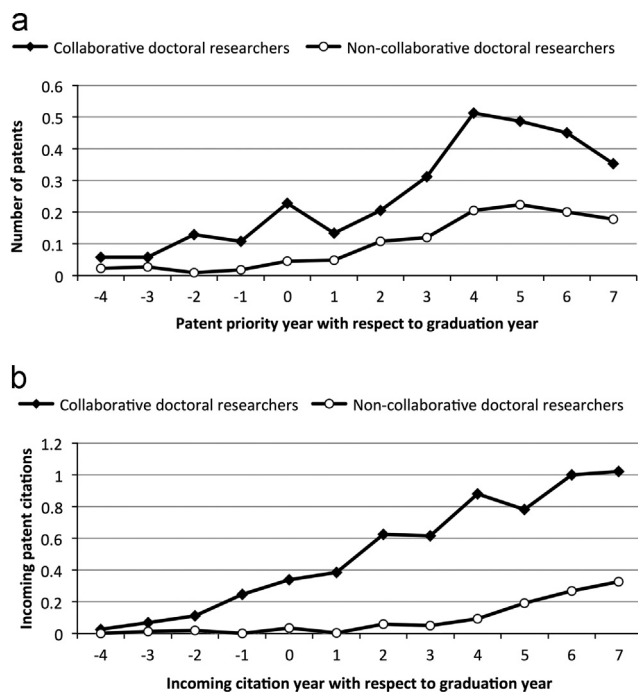 a
Collaborative doctoral researchers Non-collaborative doctoral researchers
0.6
0.5
0.4
0.3
0.2
0.1
0
Number of patents
-4 -3 -2 -1 0 1 2 3 4 5 6 7
Patent priority year with respect to graduation year
b
Collaborative doctoral researchers Non-collaborative doctoral researchers
1.2
1
0.8
0.6
0.4
0.2
0
Incoming patent citations
-4 -3 -2 -1 0 1 2 3 4 5 6 7
Incoming citation year with respect to graduation year